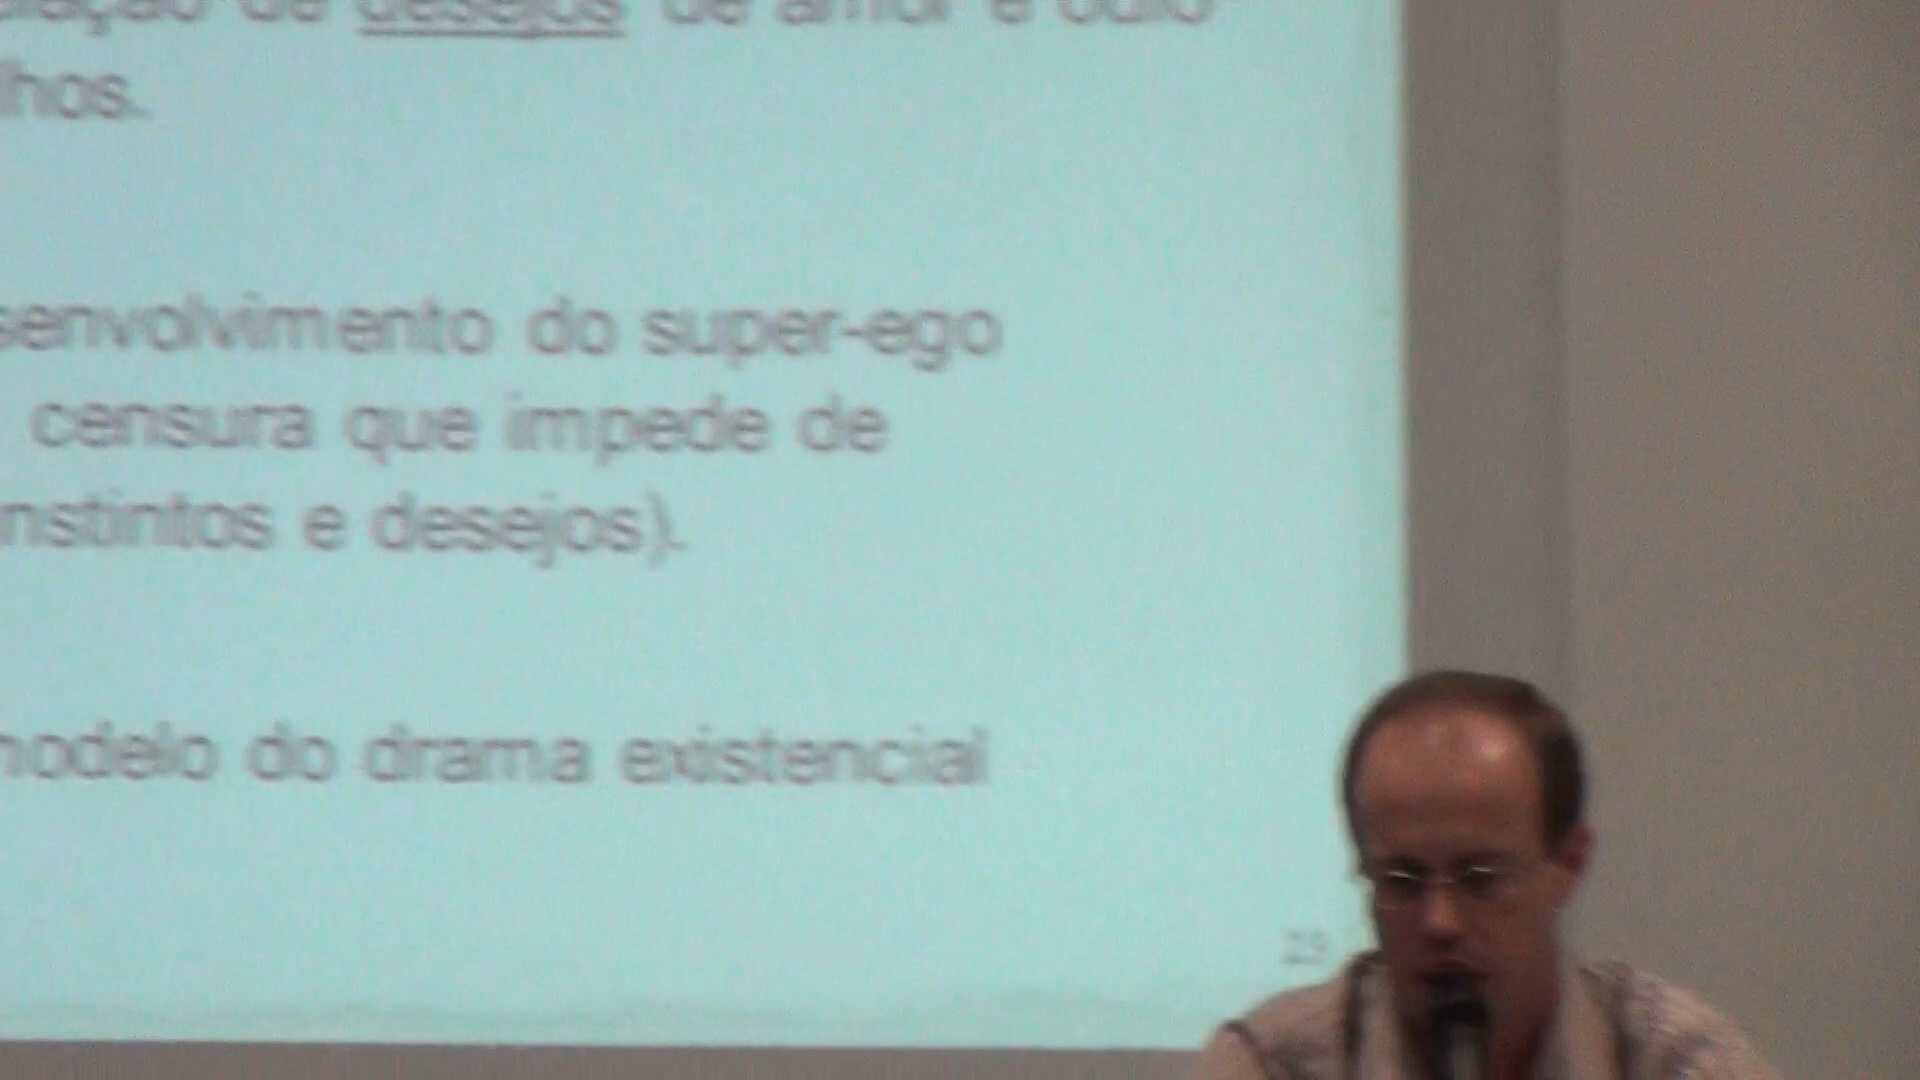 desejos de amor e ódio
lhos.
senvolvimento do super-ego
censura que impede de
nstintos e desejos).
nodelo do drama existencial